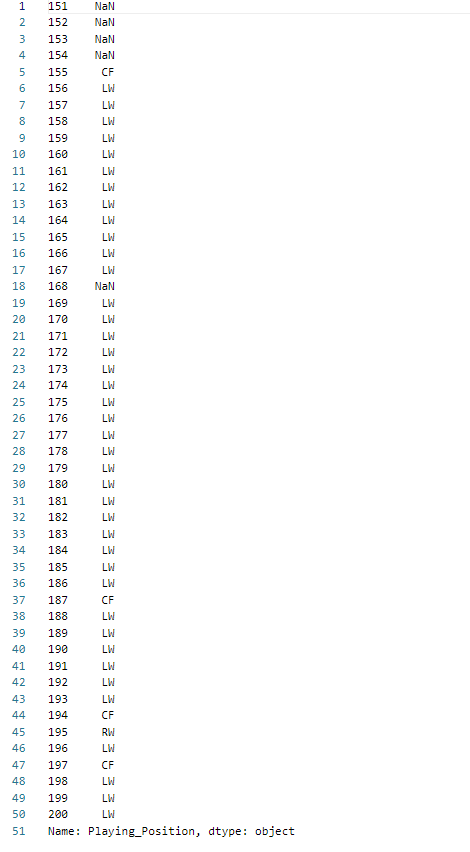 1 151 NaN
2 152 NaN
3 153 NaN
4 154 NaN
5 155 CF
6 156 LW
7 157 LW
8 158 LW
9 159 LW
10 160 LW
11 161 LW
12 162 LW
13 163 LW
14 164 LW
15 165 LW
16 166 LW
17 167 LW
18 168 NaN
19 169 LW
20 170 LW
21 171 LW
22 172 LW
23 173 LW
24 174 LW
25 175 LW
26 176 LW
27 177 LW
28 178 LW
29 179 LW
30 180 LW
31 181 LW
32 182 LW
33 183 LW
34 184 LW
35 185 LW
36 186 LW
37 187 CF
38 188 LW
39 189 LW
40 190 LW
41 191 LW
42 192 LW
43 193 LW
44 194 CF
45 195 RW
46 196 LW
47 197 CF
48 198 LW
49 199 LW
50 200 LW
51 Name: Playing_Position, dtype: object